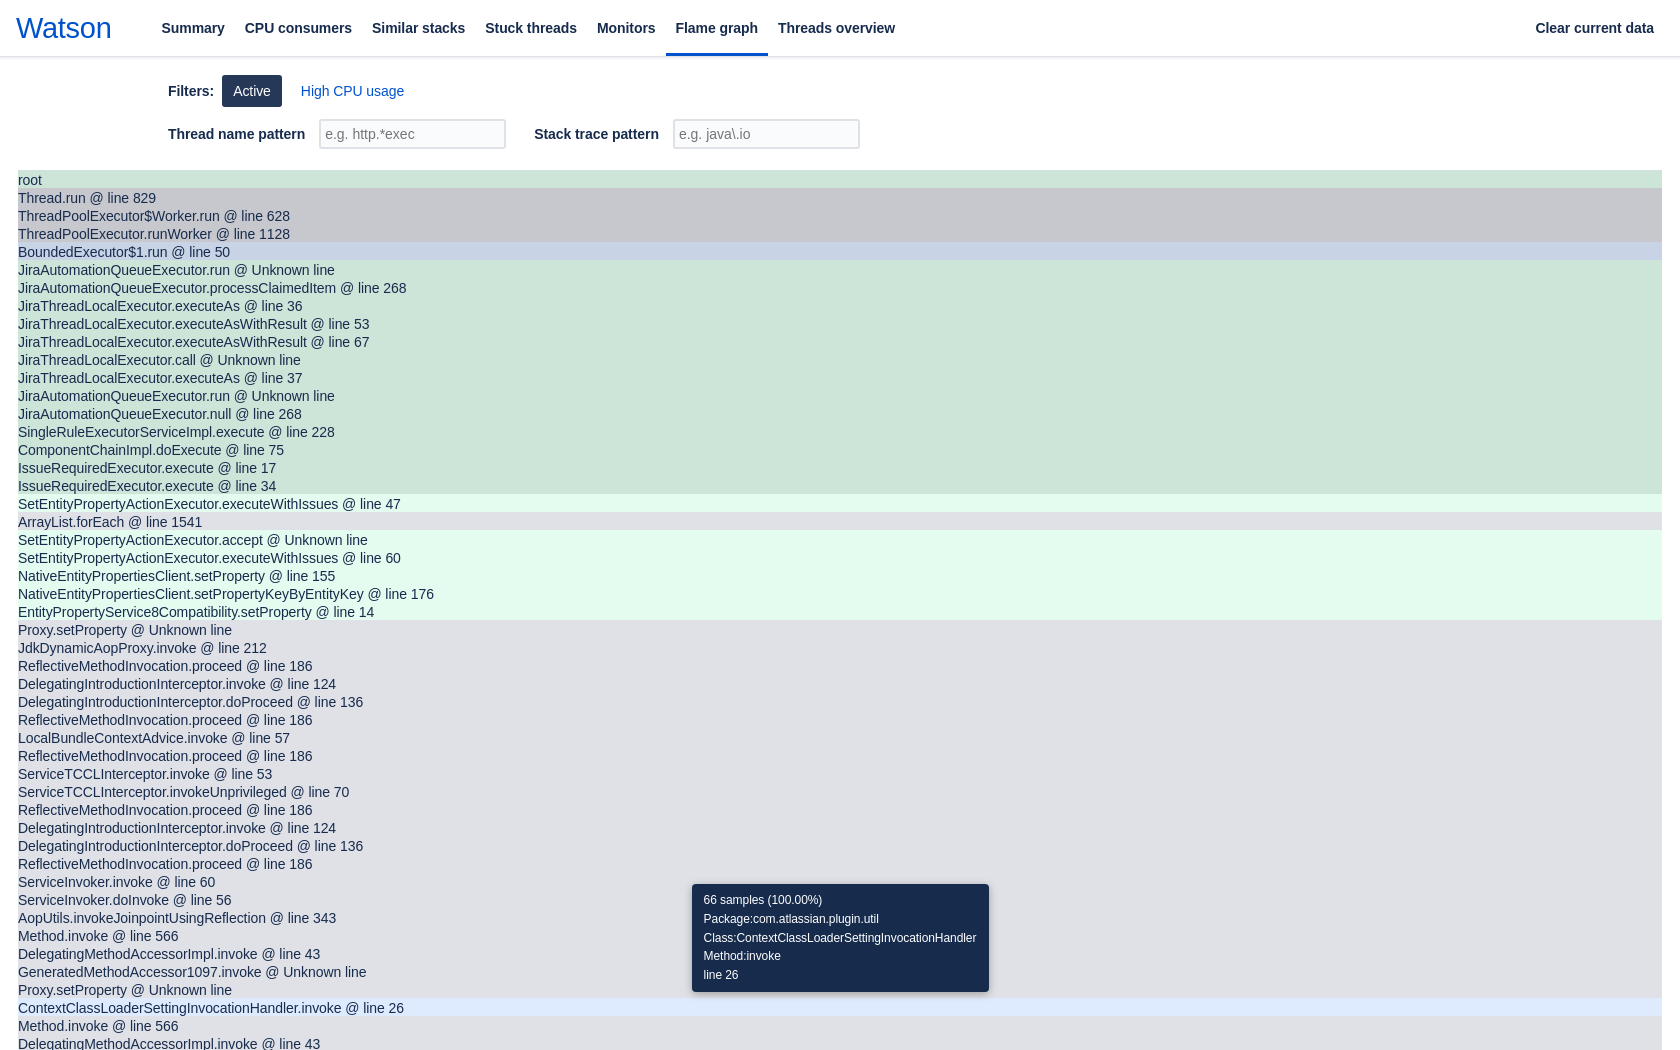 Watson Summary CPU consumers Similar stacks Stuck threads Monitors Flame graph Threads overview Clear current data
Filters: Active High CPU usage
Thread name pattern e.g. http.*exec Stack trace pattern e.g. java\.io
root
Thread.run @ line 829
ThreadPoolExecutor$Worker.run @ line 628
ThreadPoolExecutor.runWorker @ line 1128
BoundedExecutor$1.run @ line 50
JiraAutomationQueueExecutor.run @ Unknown line
JiraAutomationQueueExecutor.processClaimedItem @ line 268
JiraThreadLocalExecutor.executeAs @ line 36
JiraThreadLocalExecutor.executeAsWithResult @ line 53
JiraThreadLocalExecutor.executeAsWithResult @ line 67
JiraThreadLocalExecutor.call @ Unknown line
JiraThreadLocalExecutor.executeAs @ line 37
JiraAutomationQueueExecutor.run @ Unknown line
JiraAutomationQueueExecutor.null @ line 268
SingleRuleExecutorServiceImpl.execute @ line 228
ComponentChainImpl.doExecute @ line 75
IssueRequiredExecutor.execute @ line 17
IssueRequiredExecutor.execute @ line 34
SetEntityPropertyActionExecutor.executeWithIssues @ line 47
ArrayList.forEach @ line 1541
SetEntityPropertyActionExecutor.accept @ Unknown line
SetEntityPropertyActionExecutor.executeWithIssues @ line 60
NativeEntityPropertiesClient.setProperty @ line 155
NativeEntityPropertiesClient.setPropertyKeyByEntityKey @ line 176
EntityPropertyService8Compatibility.setProperty @ line 14
Proxy.setProperty @ Unknown line
JdkDynamicAopProxy.invoke @ line 212
ReflectiveMethodInvocation.proceed @ line 186
DelegatingIntroductionInterceptor.invoke @ line 124
DelegatingIntroductionInterceptor.doProceed @ line 136
ReflectiveMethodInvocation.proceed @ line 186
LocalBundleContextAdvice.invoke @ line 57
ReflectiveMethodInvocation.proceed @ line 186
ServiceTCCLInterceptor.invoke @ line 53
ServiceTCCLInterceptor.invokeUnprivileged @ line 70
ReflectiveMethodInvocation.proceed @ line 186
DelegatingIntroductionInterceptor.invoke @ line 124
DelegatingIntroductionInterceptor.doProceed @ line 136
ReflectiveMethodInvocation.proceed @ line 186
ServiceInvoker.invoke @ line 60
ServiceInvoker.doInvoke @ line 56
AopUtils.invokeJoinpointUsingReflection @ line 343
Method.invoke @ line 566
DelegatingMethodAccessorImpl.invoke @ line 43
GeneratedMethodAccessor1097.invoke @ Unknown line
Proxy.setProperty @ Unknown line
ContextClassLoaderSettingInvocationHandler.invoke @ line 26
Method.invoke @ line 566
DelegatingMethodAccessorImpl.invoke @ line 43
66 samples (100.00%)
Package:com.atlassian.plugin.util
Class:ContextClassLoaderSettingInvocationHandler
Method:invoke
line 26